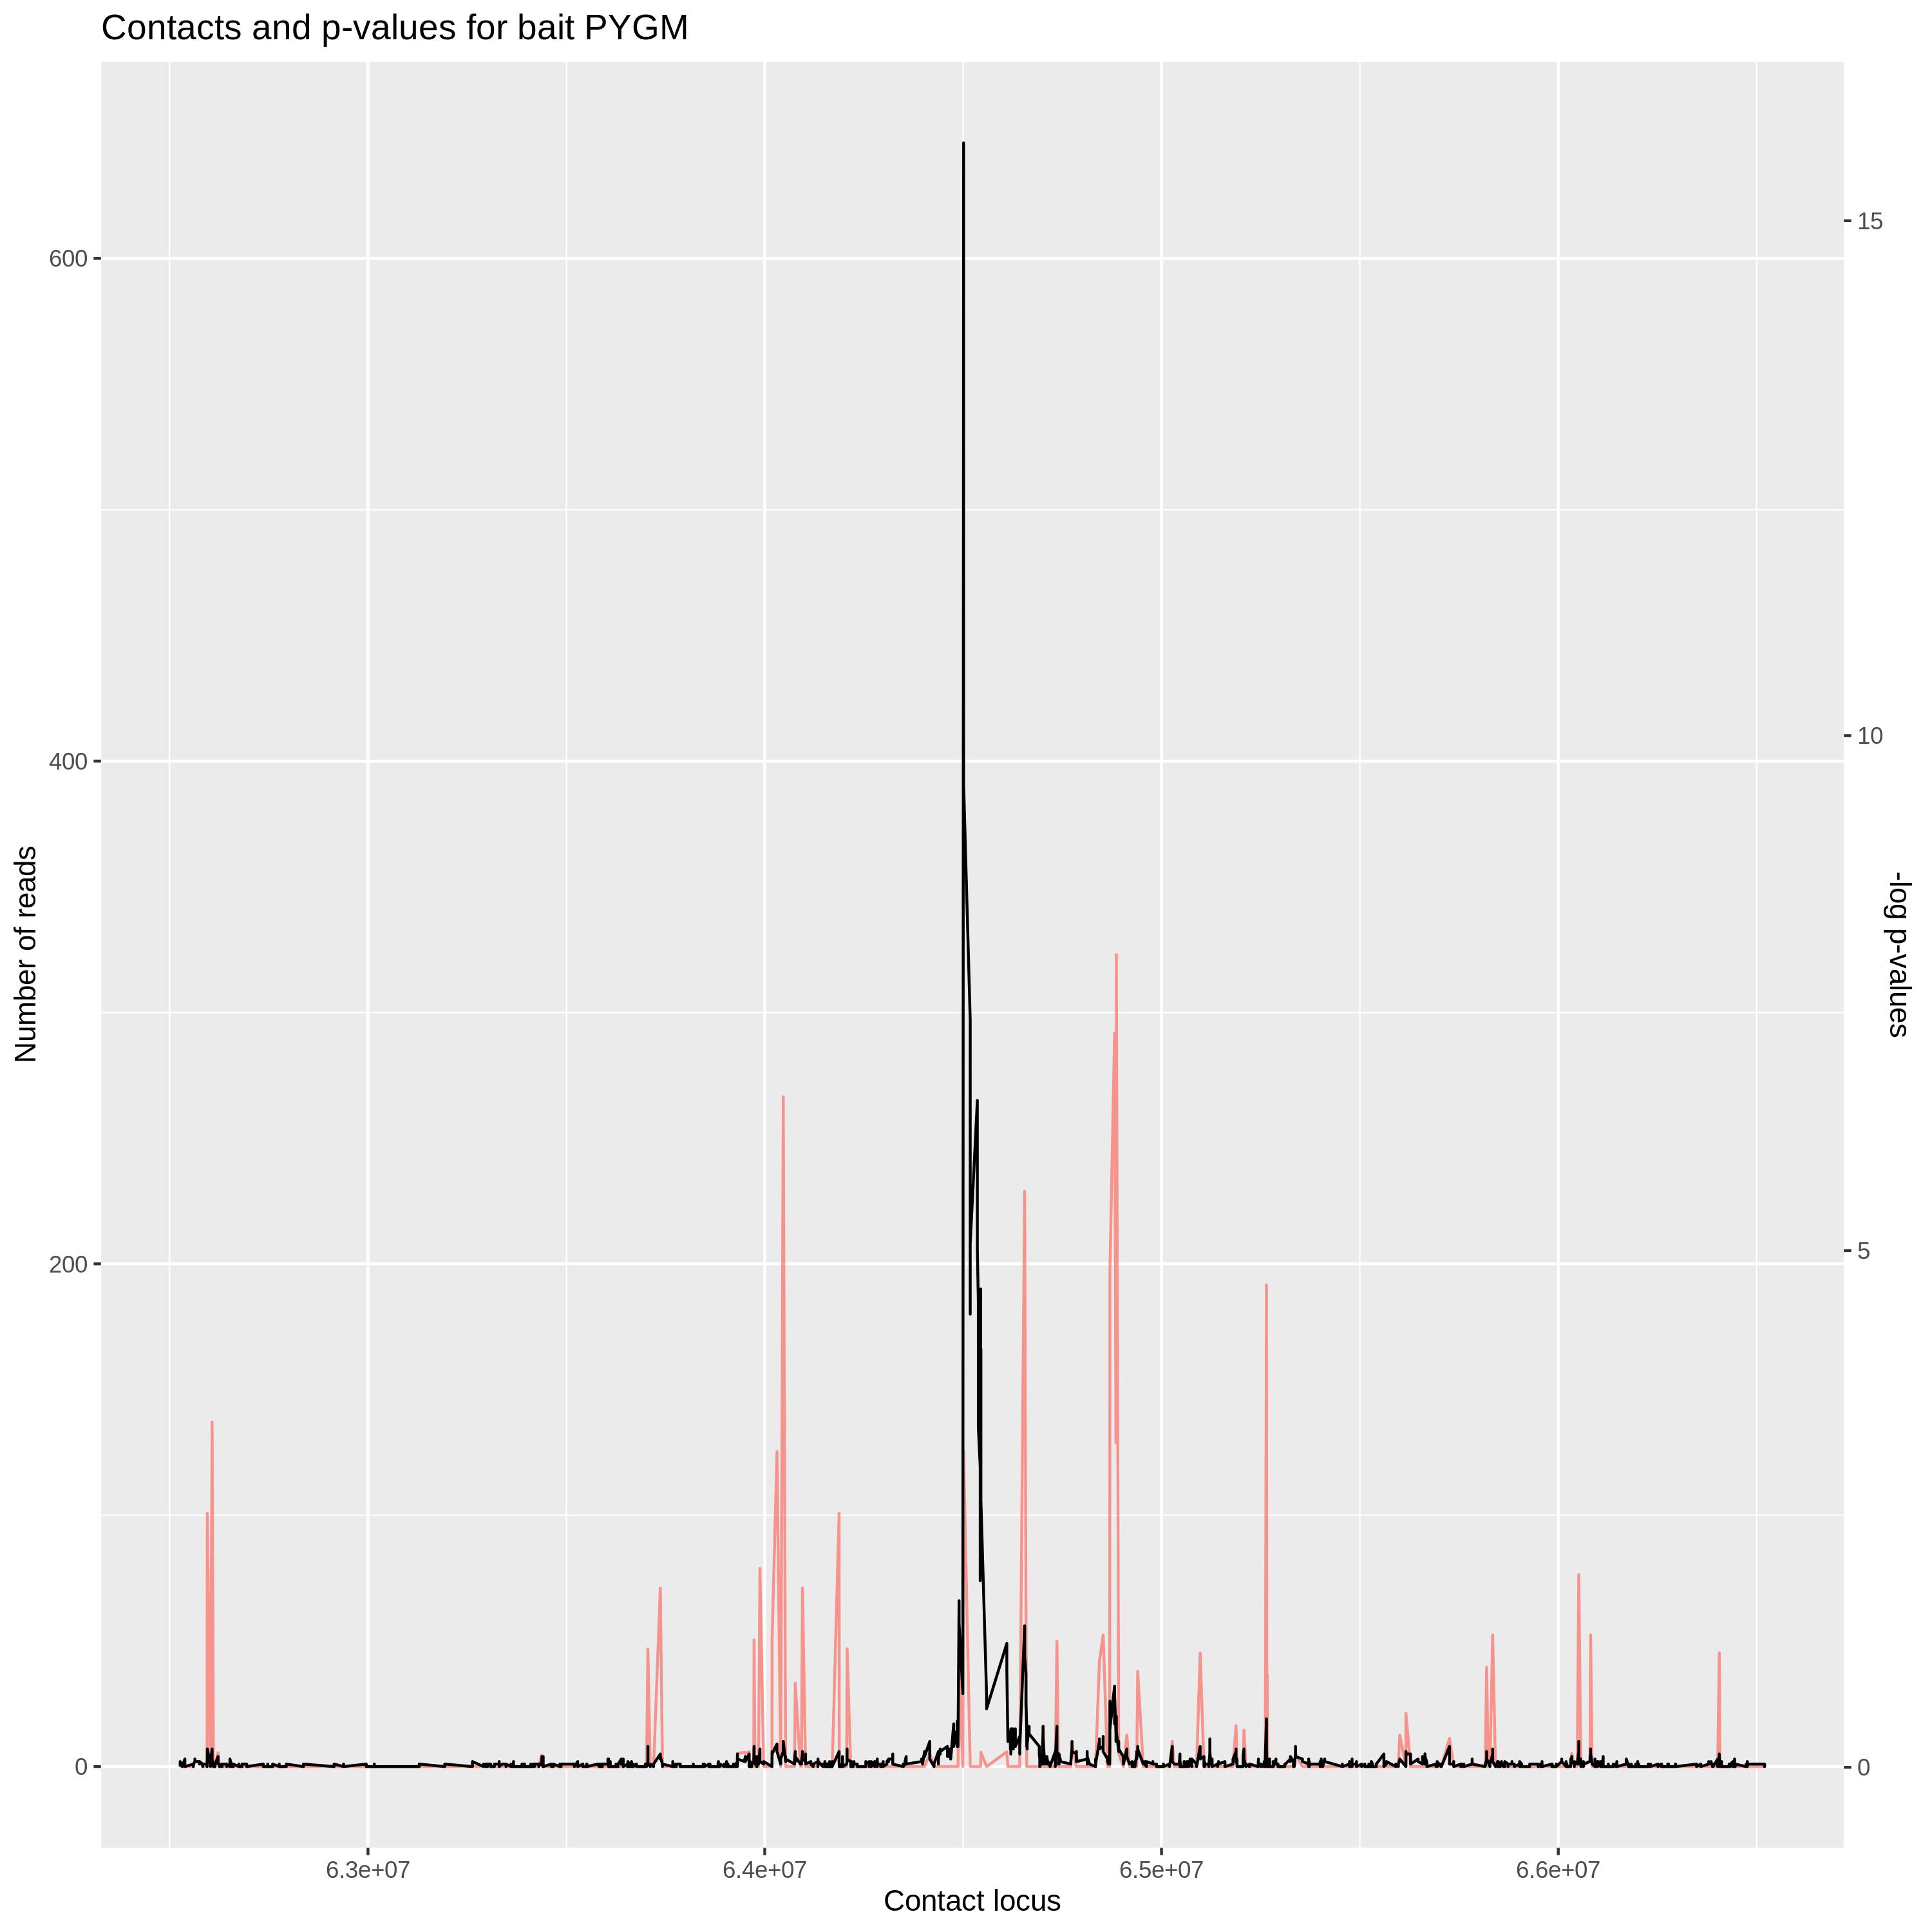 Contacts and p-values for bait PYGM
Number of reads
600
400
200
0
15
10
5
0
-log p-values
6.3e+07
6.4e+07
6.5e+07
6.6e+07
Contact locus